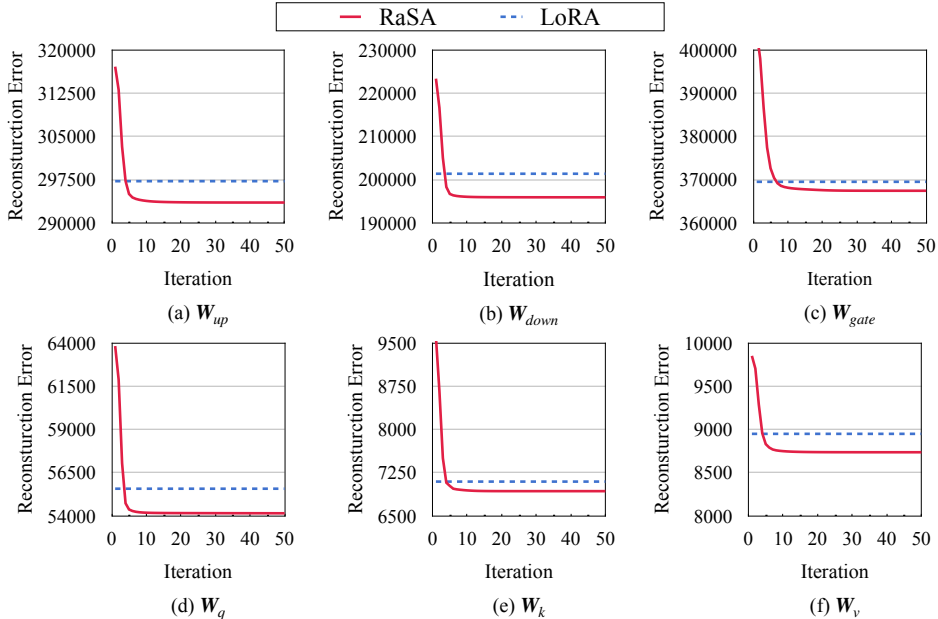 RaSA LoRA
Reconsturction Error
320000
312500
305000
297500
290000
0 10 20 30 40 50
Iteration
(a) W_up
Reconsturction Error
230000
220000
210000
200000
190000
0 10 20 30 40 50
Iteration
(b) W_down
Reconsturction Error
400000
390000
380000
370000
360000
0 10 20 30 40 50
Iteration
(c) W_gate
Reconsturction Error
64000
61500
59000
56500
54000
0 10 20 30 40 50
Iteration
(d) W_q
Reconsturction Error
9500
8750
8000
7250
6500
0 10 20 30 40 50
Iteration
(e) W_k
Reconsturction Error
10000
9500
9000
8500
8000
0 10 20 30 40 50
Iteration
(f) W_v